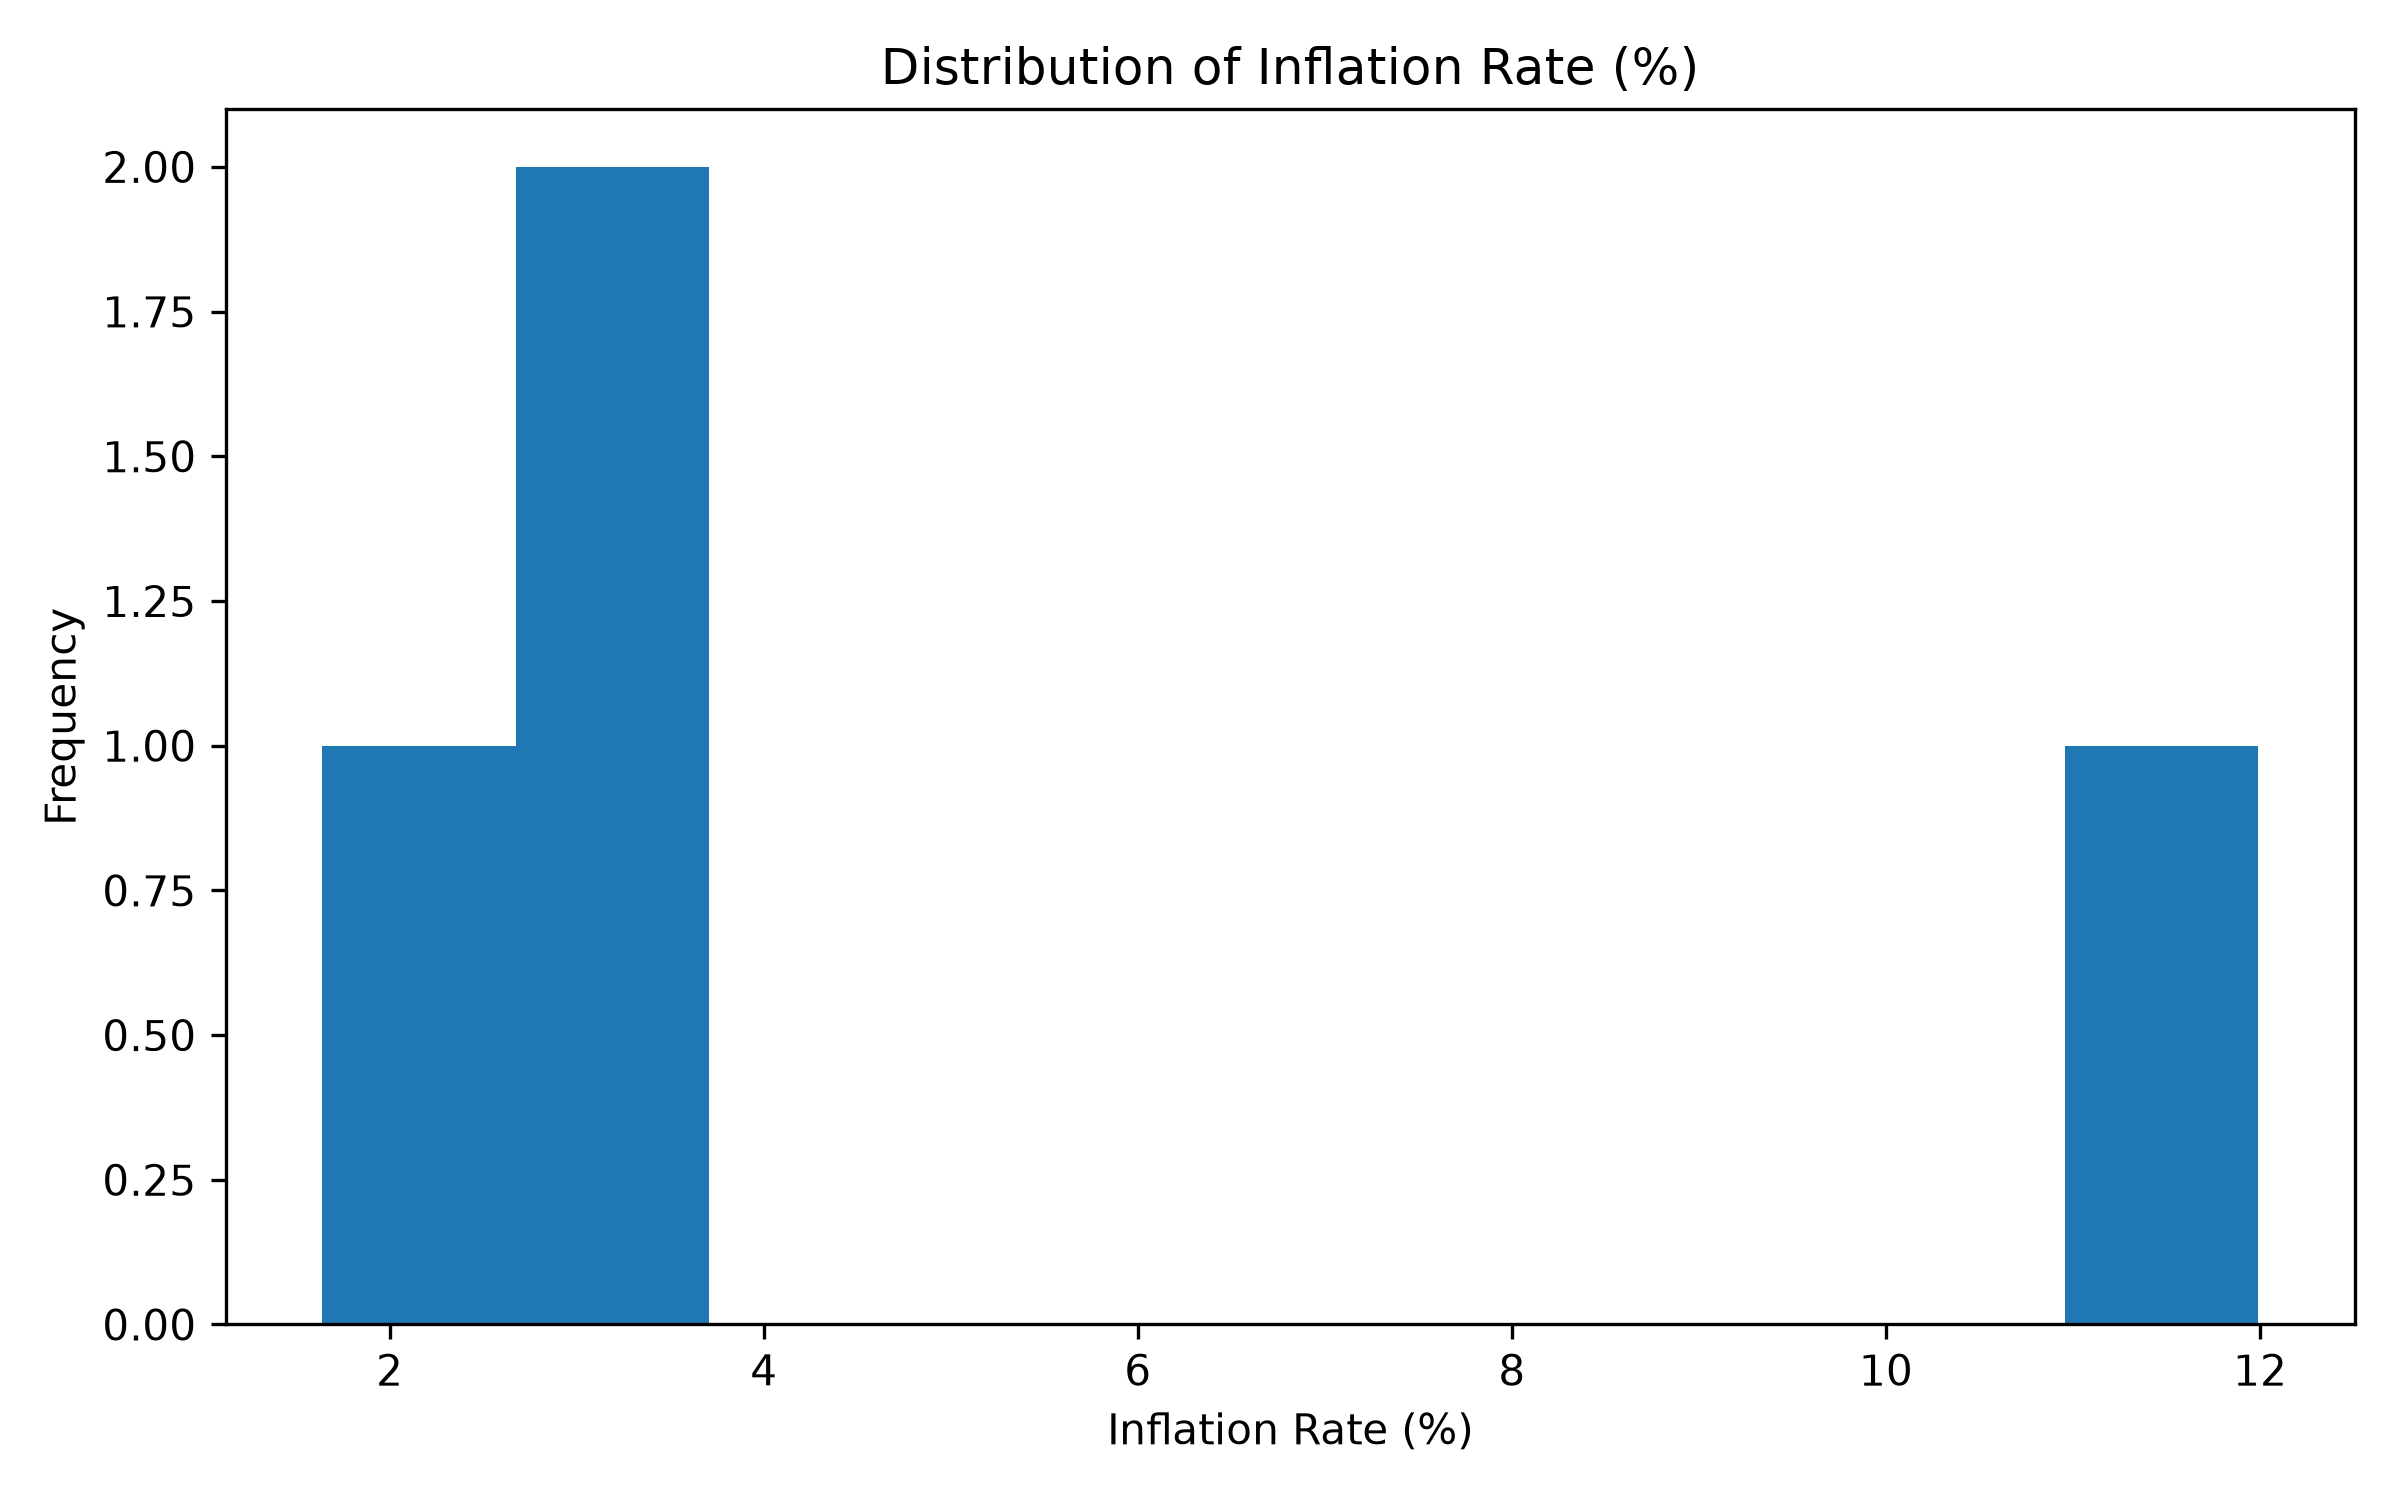 Distribution of Inflation Rate (%)
2.00
1.75
1.50
1.25
1.00
0.75
0.50
0.25
0.00
Frequency
2 4 6 8 10 12
Inflation Rate (%)